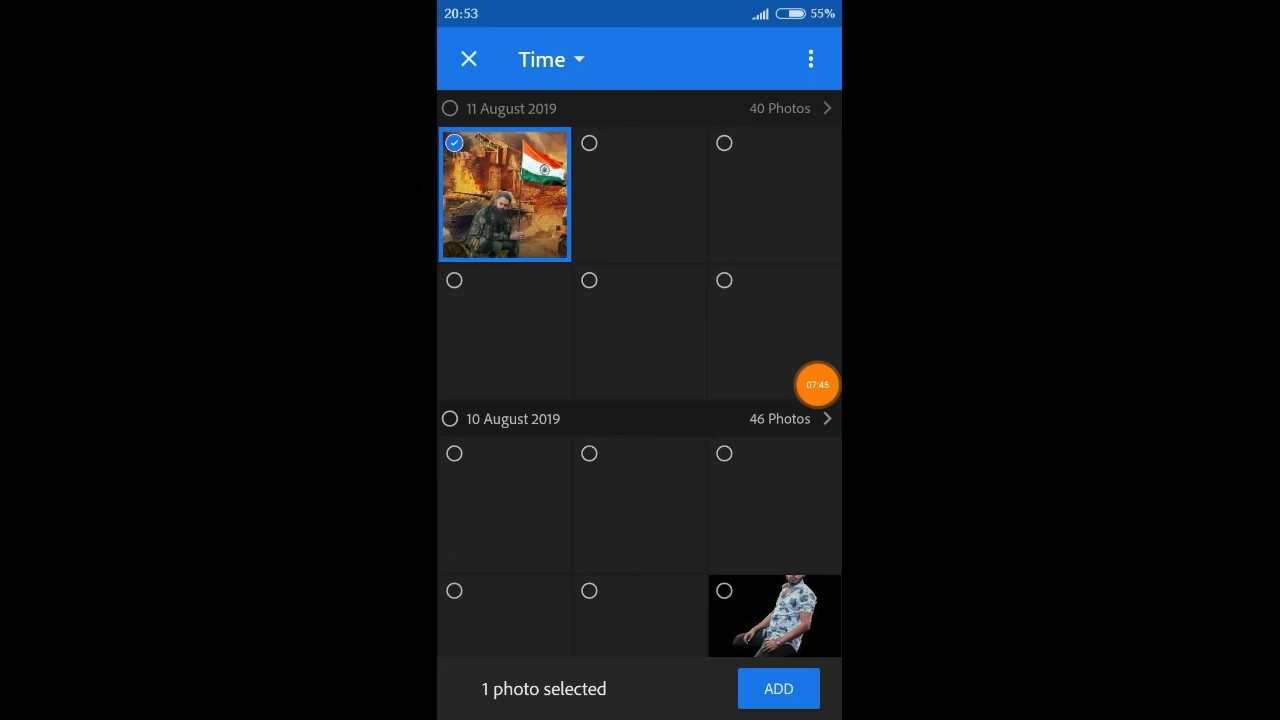 20:53
55%
Time
11 August 2019
40 Photos
07:45
10 August 2019
46 Photos
1 photo selected
ADD